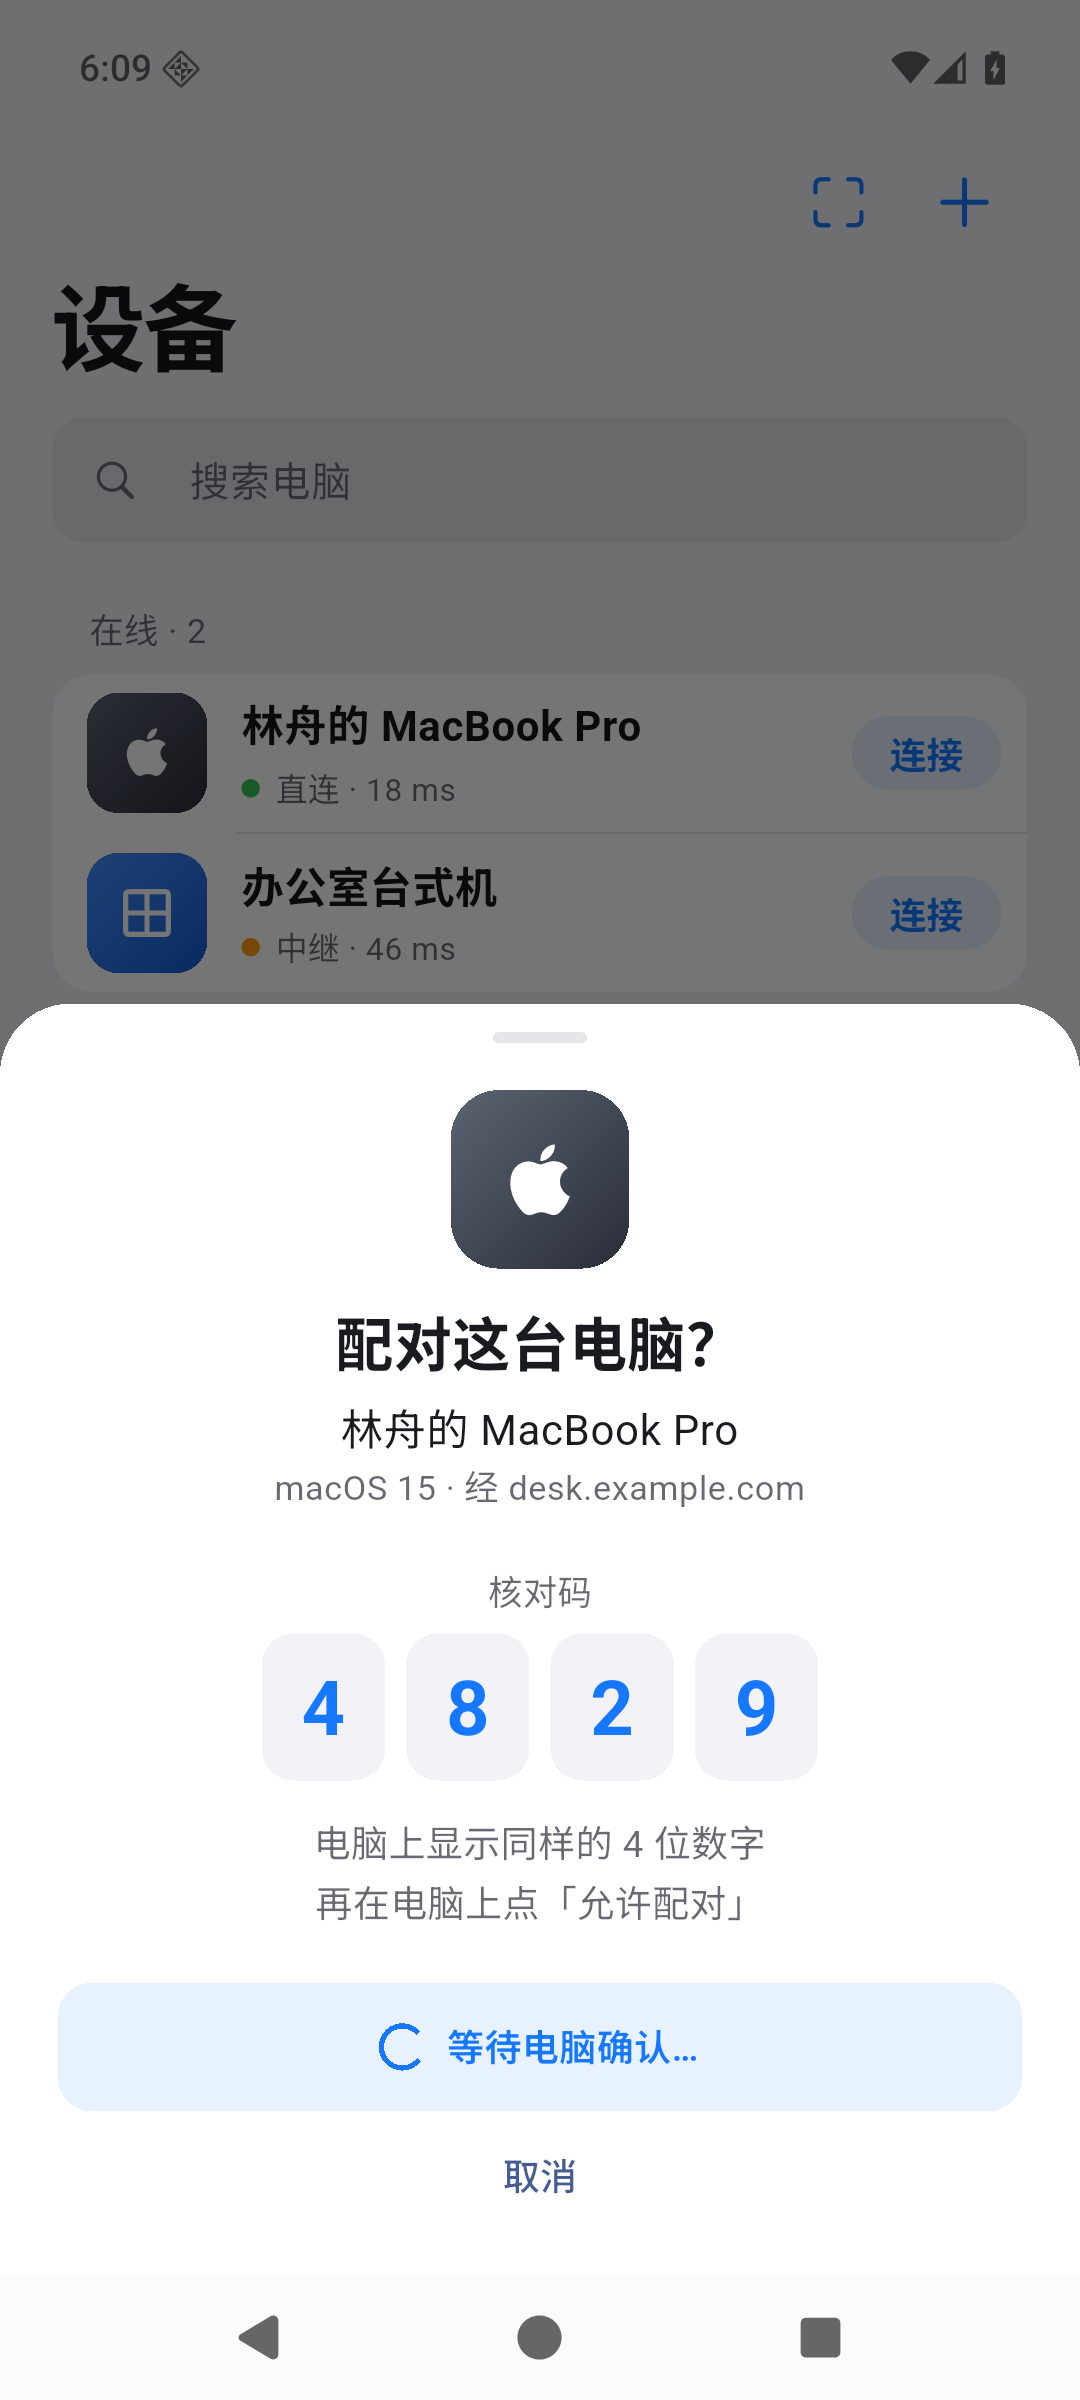 6:09
设备
搜索电脑
在线 · 2
林舟的 MacBook Pro
直连 · 18 ms
连接
办公室台式机
中继 · 46 ms
连接
配对这台电脑?
林舟的 MacBook Pro
macOS 15 · 经 desk.example.com
核对码
4 8 2 9
电脑上显示同样的 4 位数字
再在电脑上点「允许配对」
等待电脑确认...
取消